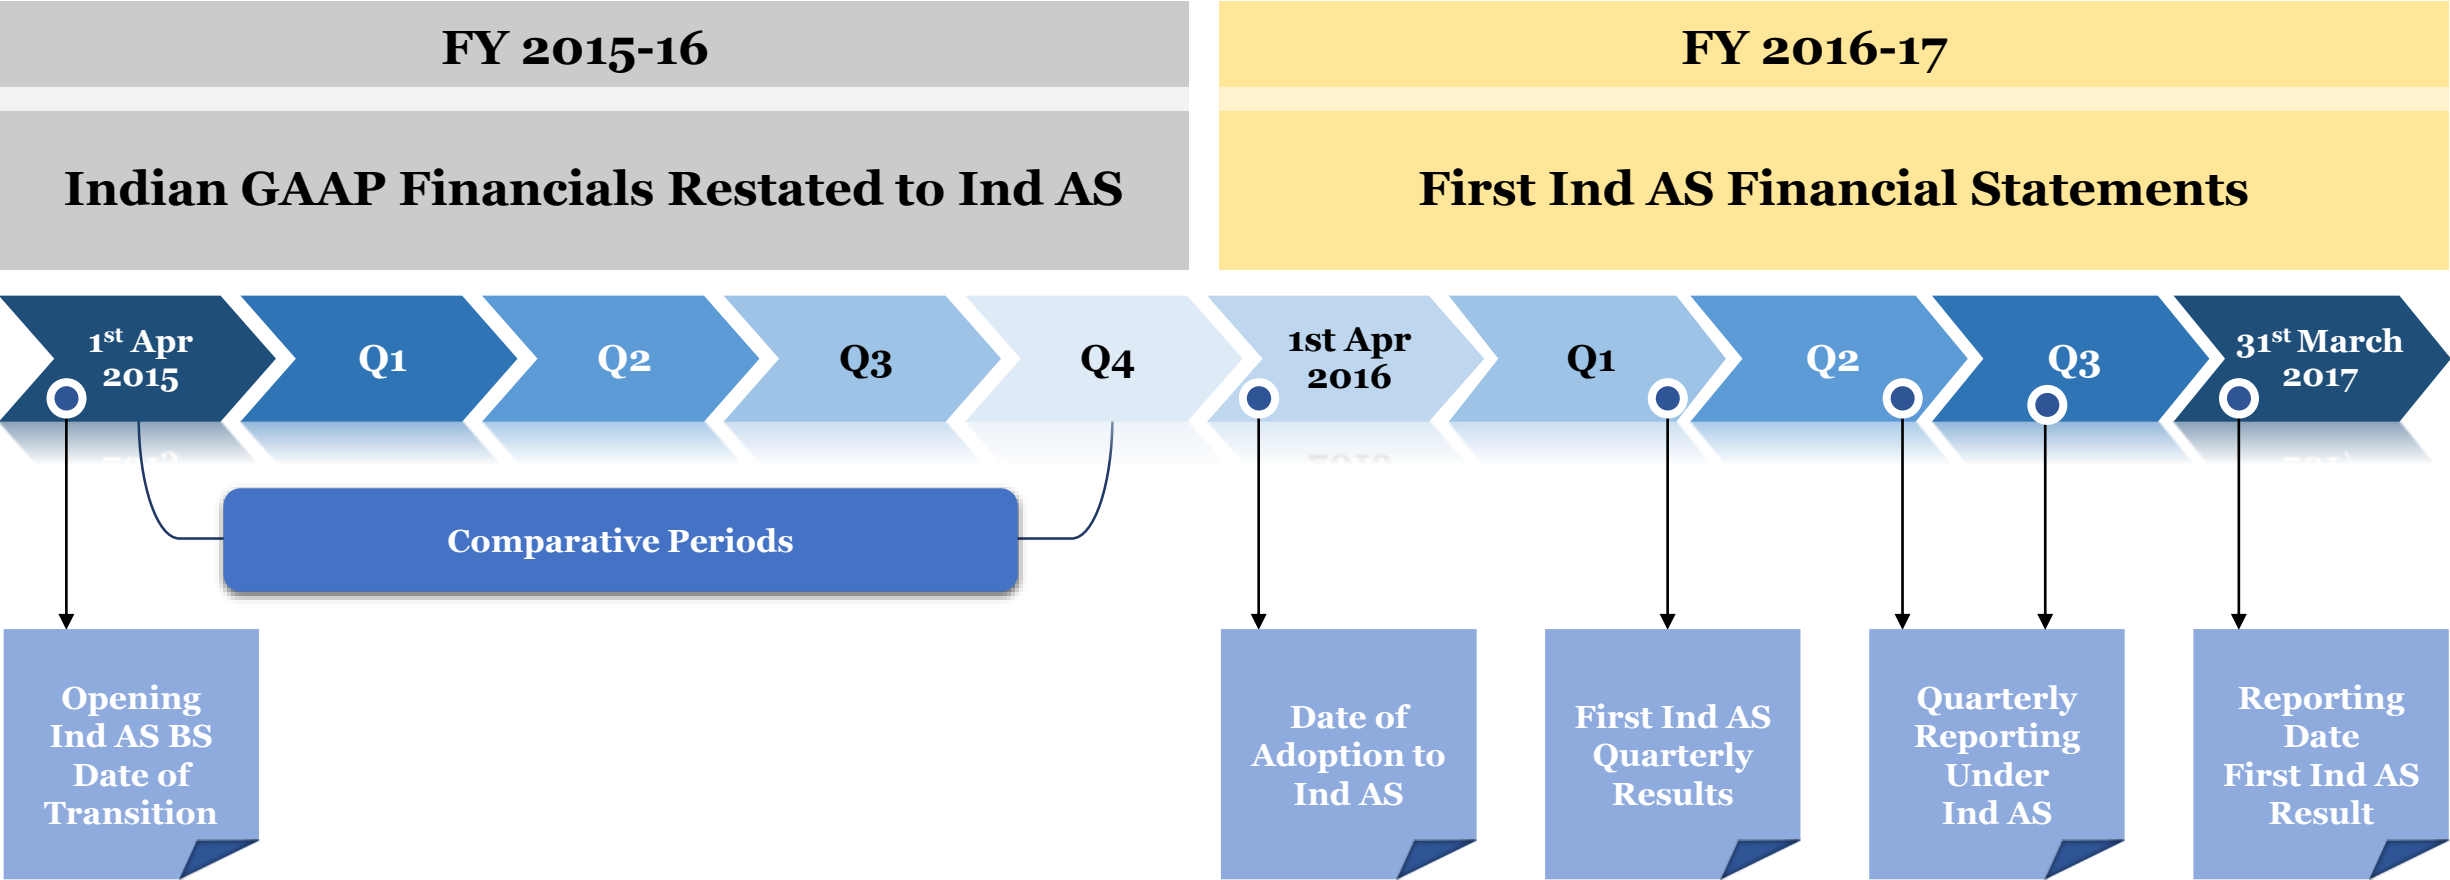 FY 2015-16
FY 2016-17
Indian GAAP Financials Restated to Ind AS
First Ind AS Financial Statements
1st Apr
2015
Q1
Q2
Q3
Q4
1st Apr
2016
Q1
Q2
Q3
31st March
2017
Comparative Periods
Opening
Ind AS BS
Date of
Transition
Date of
Adoption to
Ind AS
First Ind AS
Quarterly
Results
Quarterly
Reporting
Under
Ind AS
Reporting
Date
First Ind AS
Result